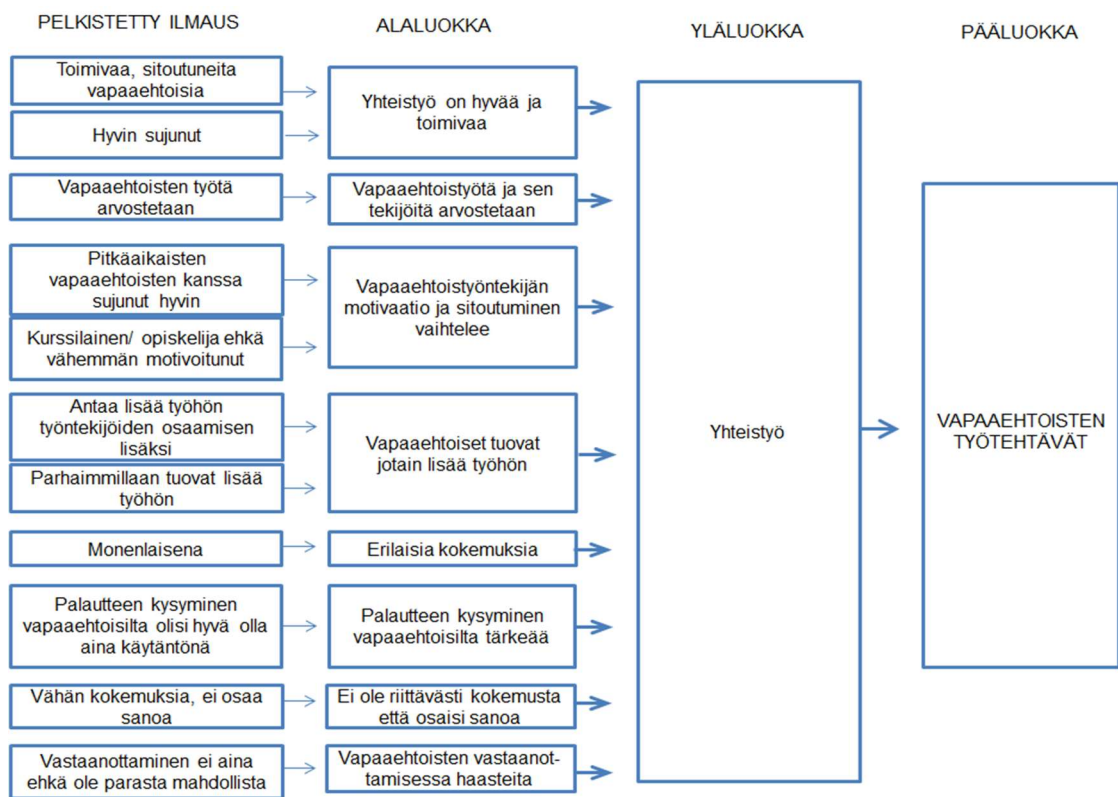 PELKISTETTY ILMAUS
ALALUOKKA
YLÄLUOKKA
PÄÄLUOKKA
Toimivaa, sitoutuneita
vapaaehtoisia
Hyvin sujunut
Yhteistyö on hyvää ja
toimivaa
Vapaaehtoisten työtä
arvostetaan
Vapaaehtoistyötä ja sen
tekijöitä arvostetaan
Pitkäaikaisten
vapaaehtoisten kanssa
sujunut hyvin
Kurssilainen/ opiskelija ehkä
vähemmän motivoitunut
Vapaaehtoistyöntekijän
motivaatio ja sitoutuminen
vaihtelee
Antaa lisää työhön
työntekijöiden osaamisen
lisäksi
Parhaimmillaan tuovat lisää
työhön
Vapaaehtoiset tuovat
jotain lisää työhön
Monenlaisena
Erilaisia kokemuksia
Palautteen kysyminen
vapaaehtoisilta olisi hyvä olla
aina käytäntönä
Palautteen kysyminen
vapaaehtoisilta tärkeää
Vähän kokemuksia, ei osaa
sanoa
Ei ole riittävästi kokemusta
että osaisi sanoa
Vastaanottaminen ei aina
ehkä ole parasta mahdollista
Vapaaehtoisten vastaanot-
tamisessa haasteita
Yhteistyö
VAPAAEHTOISTEN
TYÖTEHTÄVÄT